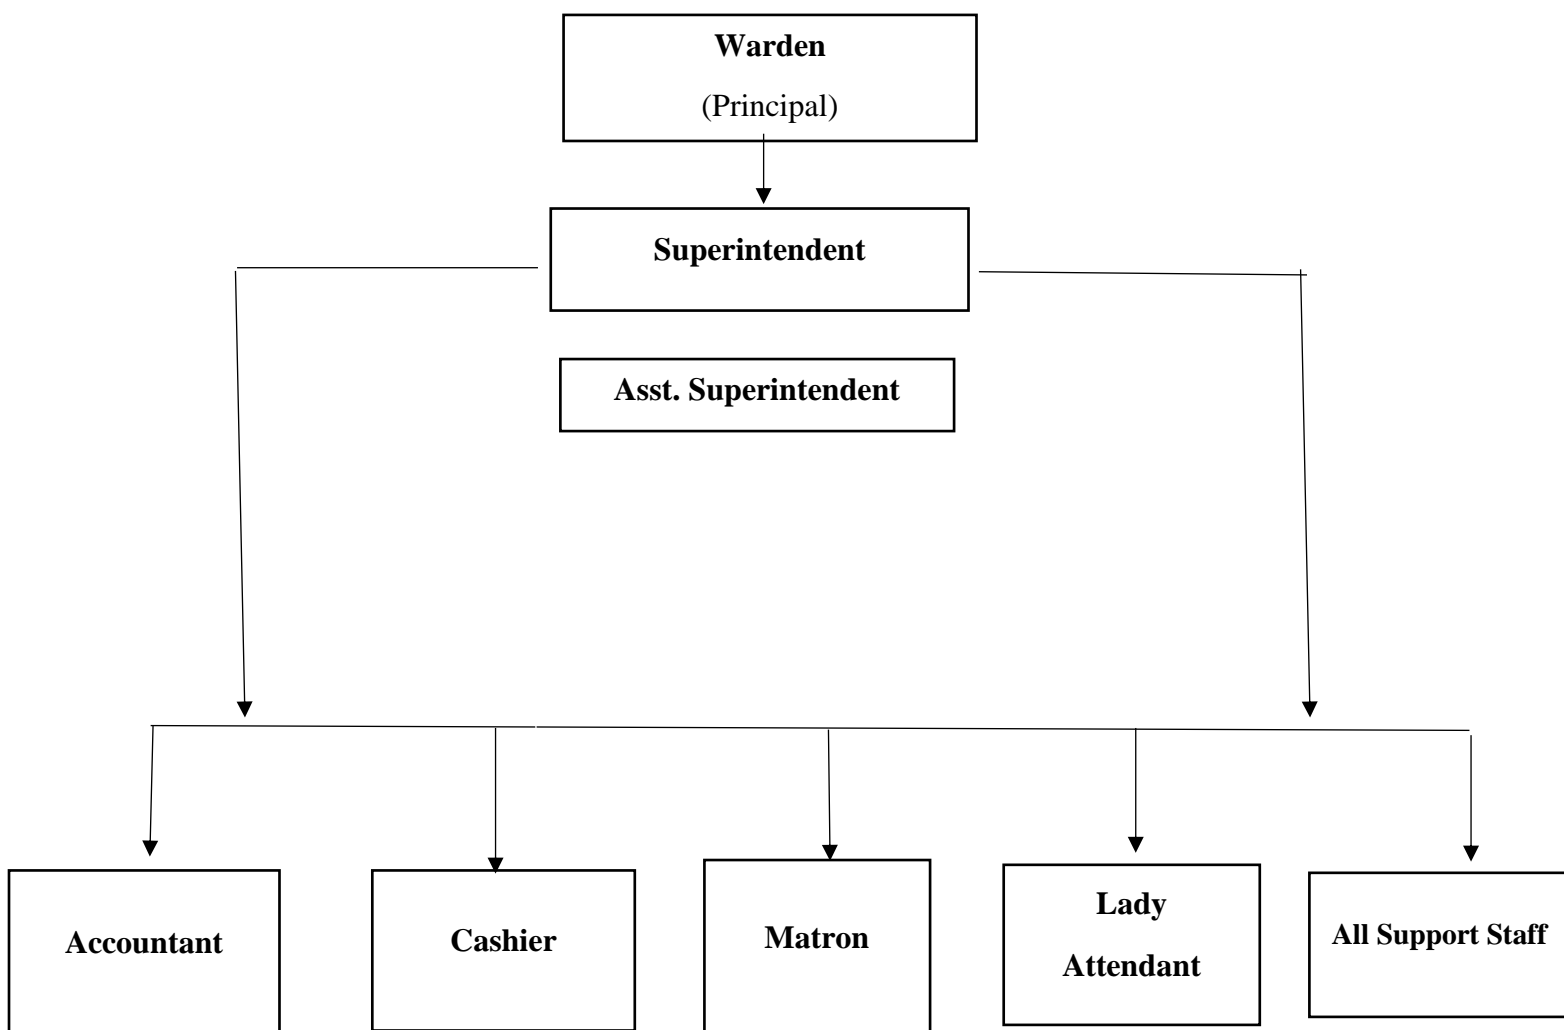 Warden
(Principal)
Superintendent
Asst. Superintendent
Accountant
Cashier
Matron
Lady
Attendant
All Support Staff